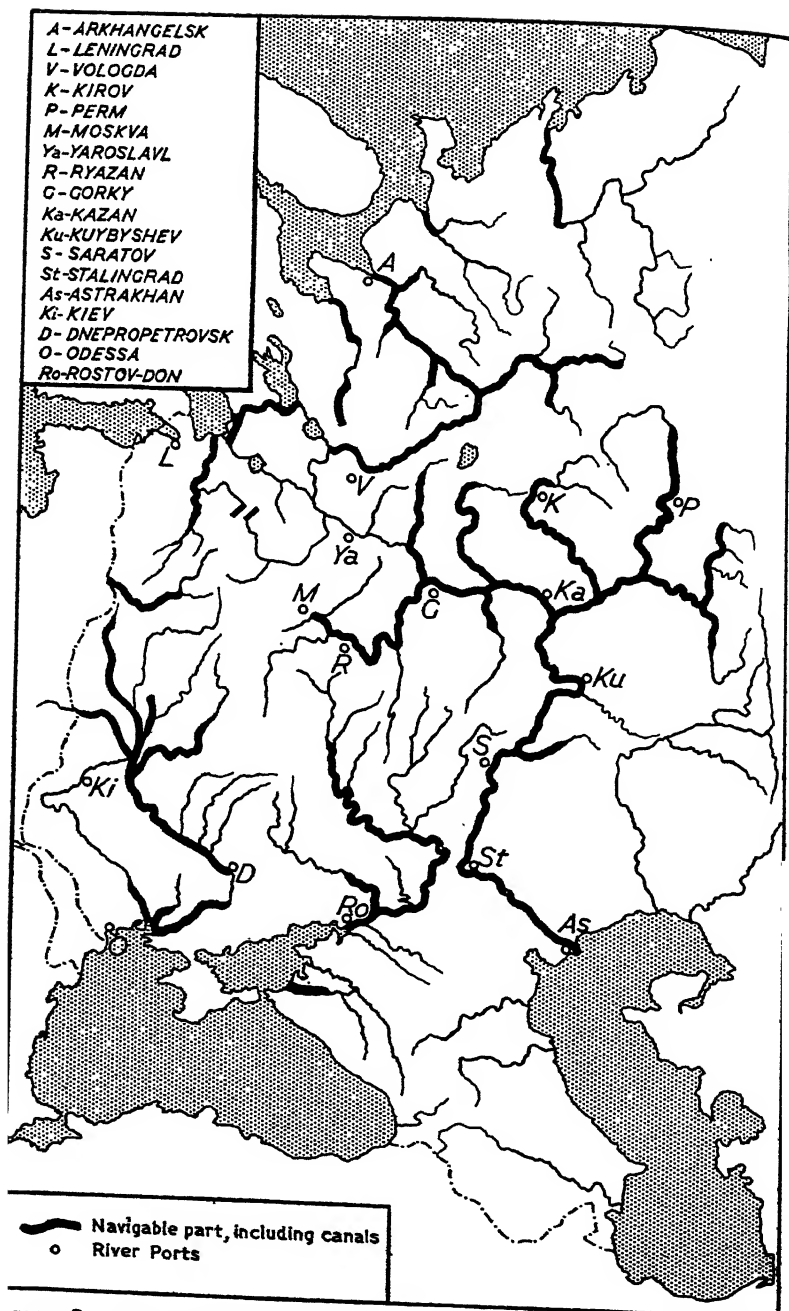 A-ARKHANGELSK
L-LENINGRAD
V-VOLOGDA
K-KIROV
P-PERM
M-MOSKVA
Ya-YAROSLAVL
R-RYAZAN
G-GORKY
Ka-KAZAN
Ku-KUYBYSHEV
S-SARATOV
St-STALINGRAD
As-ASTRAKHAN
Ki-KIEV
D-DNEPROPETROVSK
O-ODESSA
Ro-ROSTOV-DON
A
L
V
K
P
Ya
M
G
Ka
R
Ku
S
Ki
D
St
Ro
As
O
Navigable part, including canals
River Ports